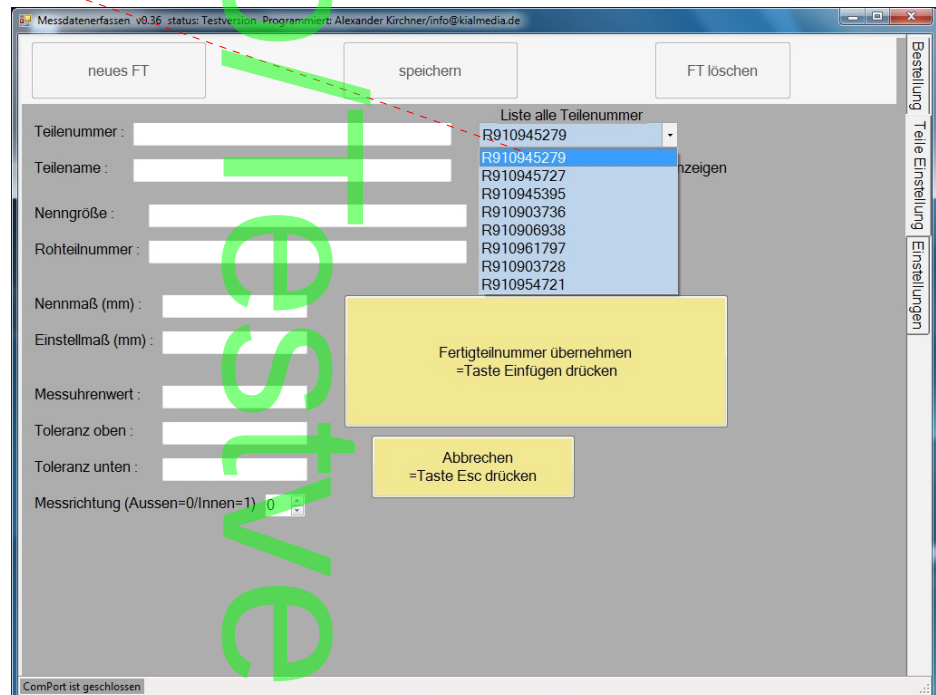 Messdatenerfassen v0.36 status: Testversion Programmiert: Alexander Kirchner/info@kialmedia.de
neues FT
speichern
FT löschen
Bestellung
Teile Einstellung
Einstellungen
Liste alle Teilenummer
Teilenummer :
R910945279
Teilename :
nzeigen
R910945279
R910945727
R910945395
R910903736
R910906938
R910961797
R910903728
R910954721
Nenngröße :
Rohteilnummer :
Nennmaß (mm) :
Einstellmaß (mm) :
Fertigteilnummer übernehmen
=Taste Einfügen drücken
Messuhrenwert :
Toleranz oben :
Toleranz unten :
Abbrechen
=Taste Esc drücken
Messrichtung (Aussen=0/Innen=1) 0
ComPort ist geschlossen
o/ Testve